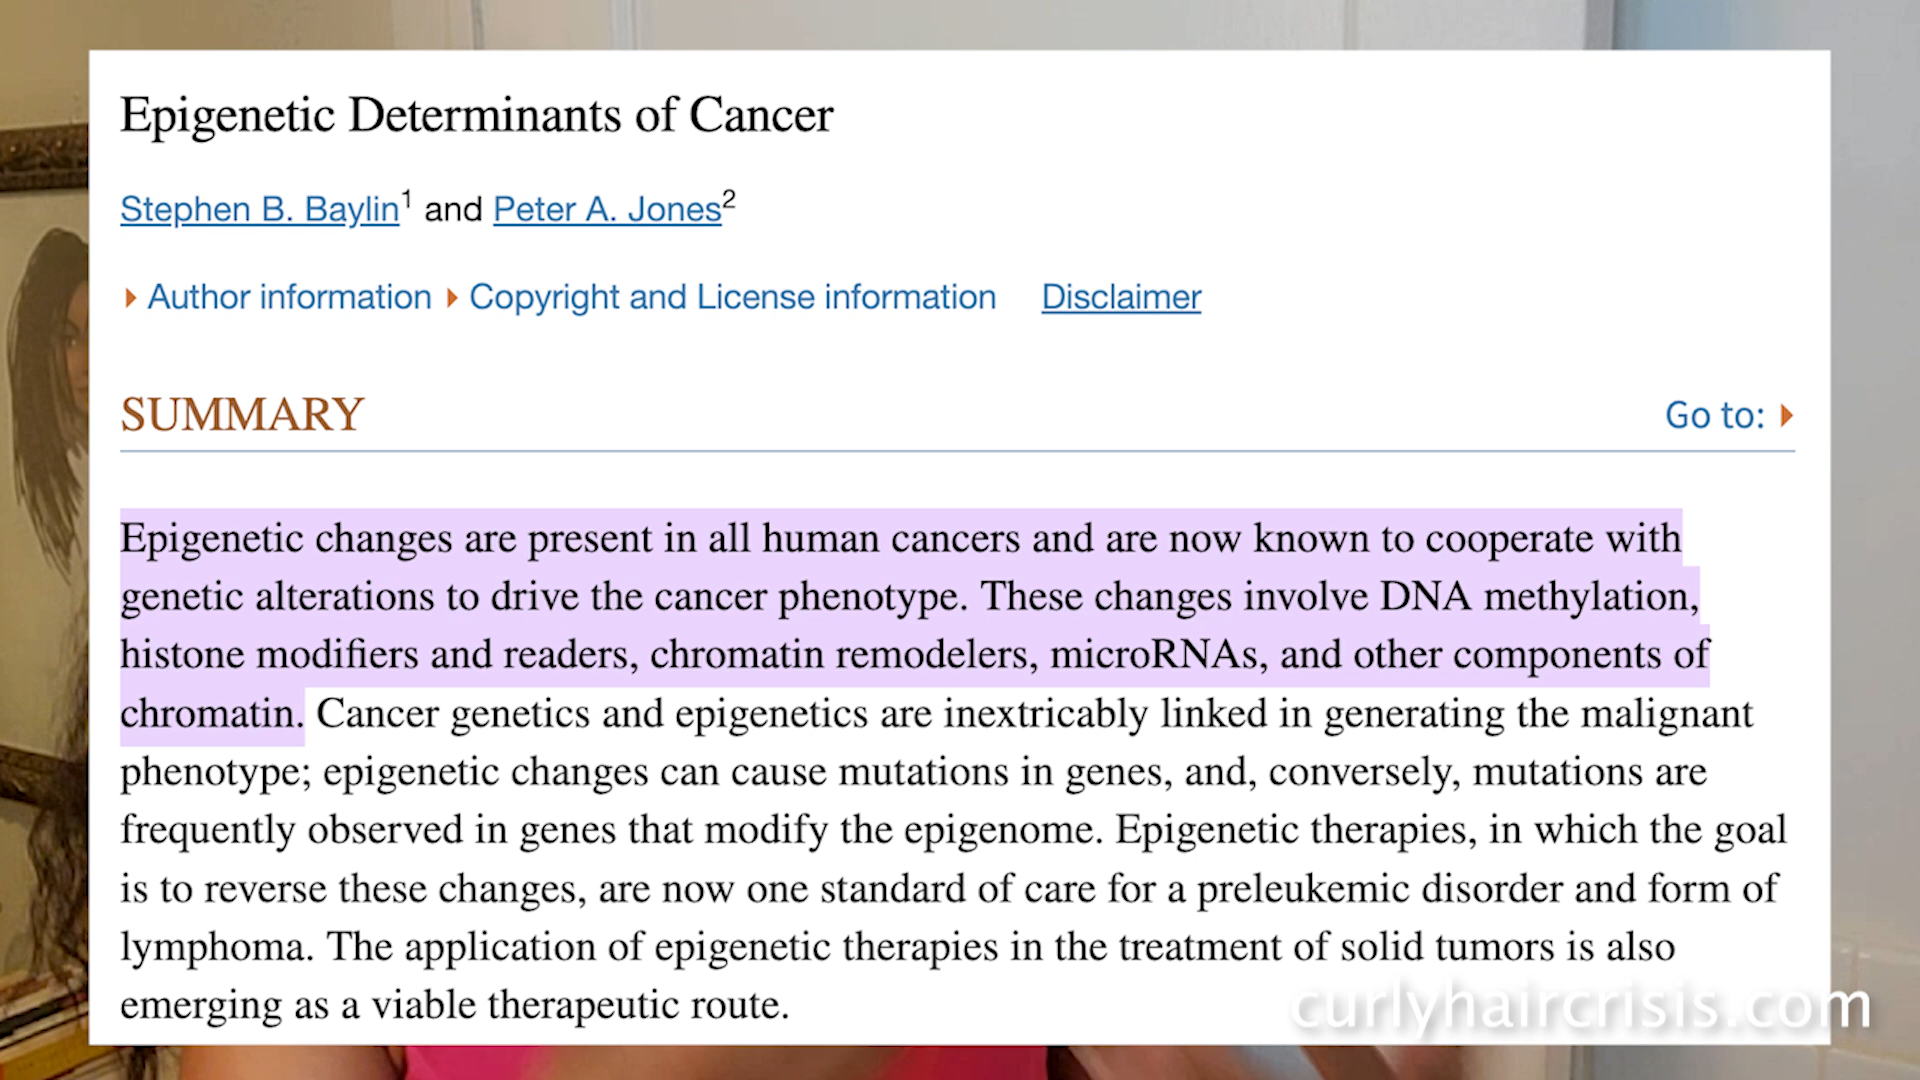 Epigenetic Determinants of Cancer
Stephen B. Baylin1 and Peter A. Jones2
Author information Copyright and License information Disclaimer
SUMMARY Go to:
Epigenetic changes are present in all human cancers and are now known to cooperate with
genetic alterations to drive the cancer phenotype. These changes involve DNA methylation,
histone modifiers and readers, chromatin remodelers, microRNAs, and other components of
chromatin. Cancer genetics and epigenetics are inextricably linked in generating the malignant
phenotype; epigenetic changes can cause mutations in genes, and, conversely, mutations are
frequently observed in genes that modify the epigenome. Epigenetic therapies, in which the goal
is to reverse these changes, are now one standard of care for a preleukemic disorder and form of
lymphoma. The application of epigenetic therapies in the treatment of solid tumors is also
emerging as a viable therapeutic route.
curlyhaircrisis.com